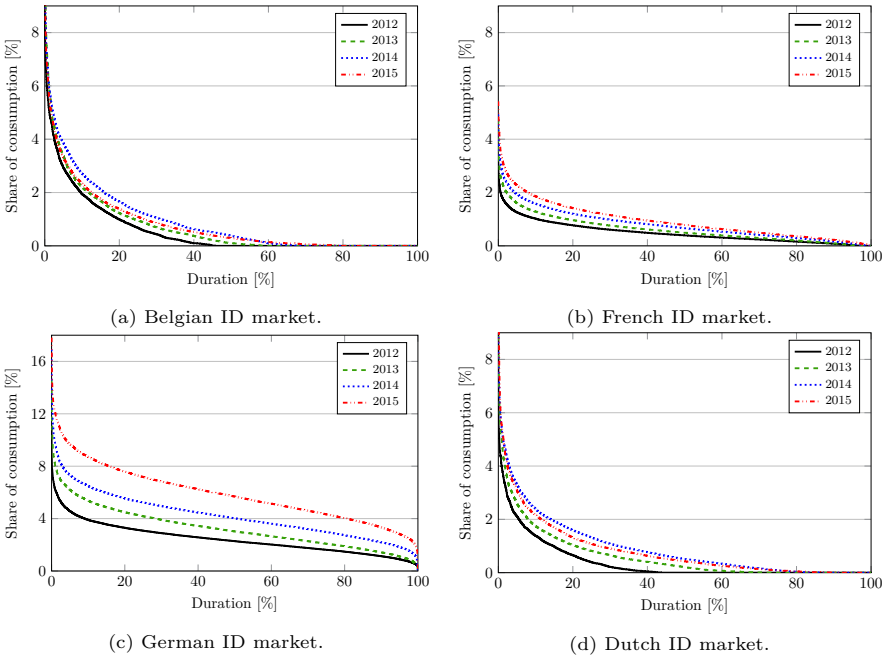 Share of consumption [%]
8
6
4
2
0
0 20 40 60 80 100
Duration [%]
2012
2013
2014
2015
(a) Belgian ID market.
Share of consumption [%]
8
6
4
2
0
0 20 40 60 80 100
Duration [%]
2012
2013
2014
2015
(b) French ID market.
Share of consumption [%]
16
12
8
4
0
0 20 40 60 80 100
Duration [%]
2012
2013
2014
2015
(c) German ID market.
Share of consumption [%]
8
6
4
2
0
0 20 40 60 80 100
Duration [%]
2012
2013
2014
2015
(d) Dutch ID market.